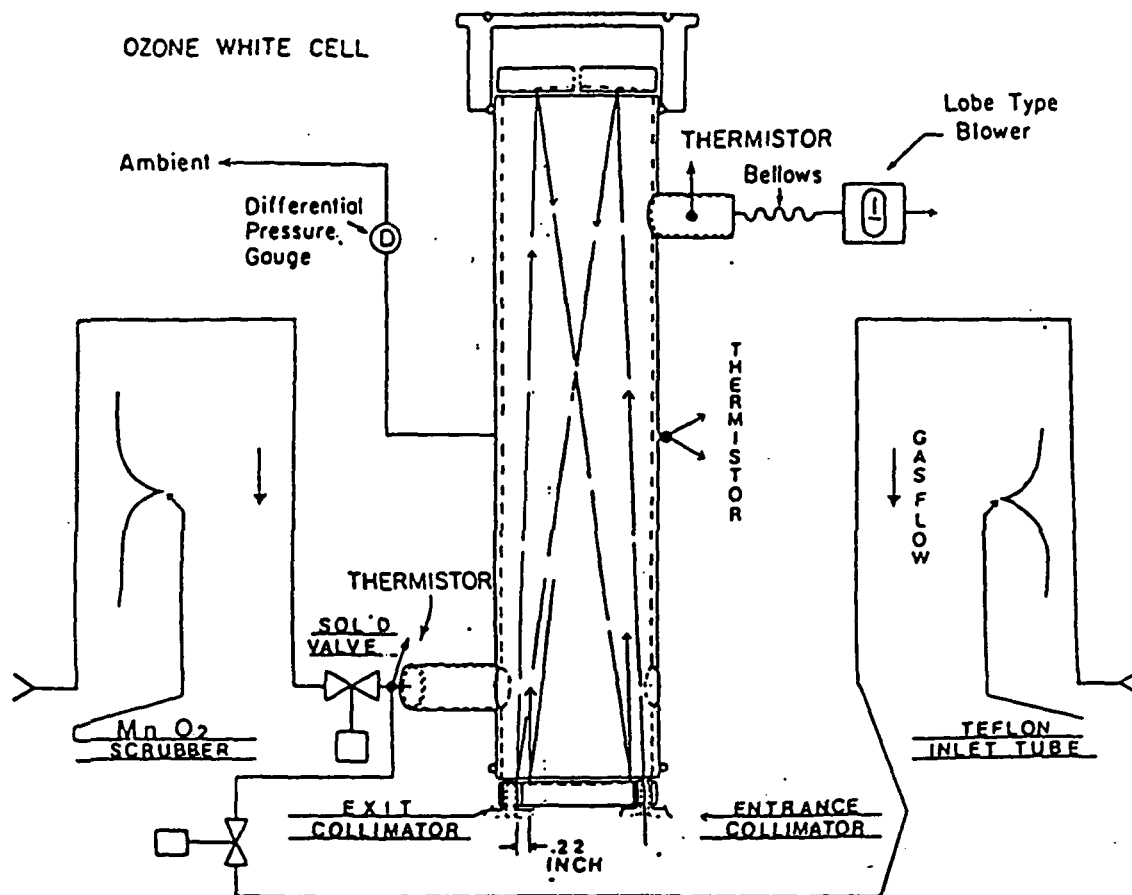 OZONE WHITE CELL
Lobe Type
Blower
THERMISTOR
Bellows
Ambient
Differential
Pressure
Gauge
D
THERMISTOR
GAS FLOW
THERMISTOR
SOL'D
VALVE
Mn O2
SCRUBBER
TEFLON
INLET TUBE
EXIT
COLLIMATOR
ENTRANCE
COLLIMATOR
.22
INCH